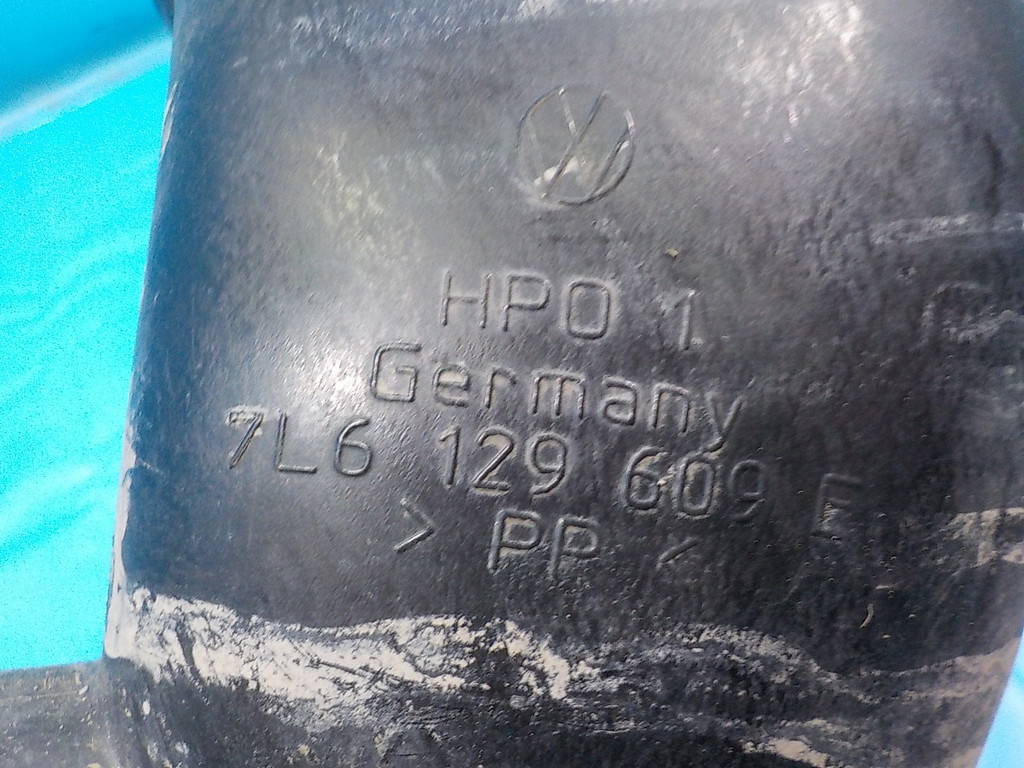 HPO 1
Germany
7L6 129 609 E
> PP <